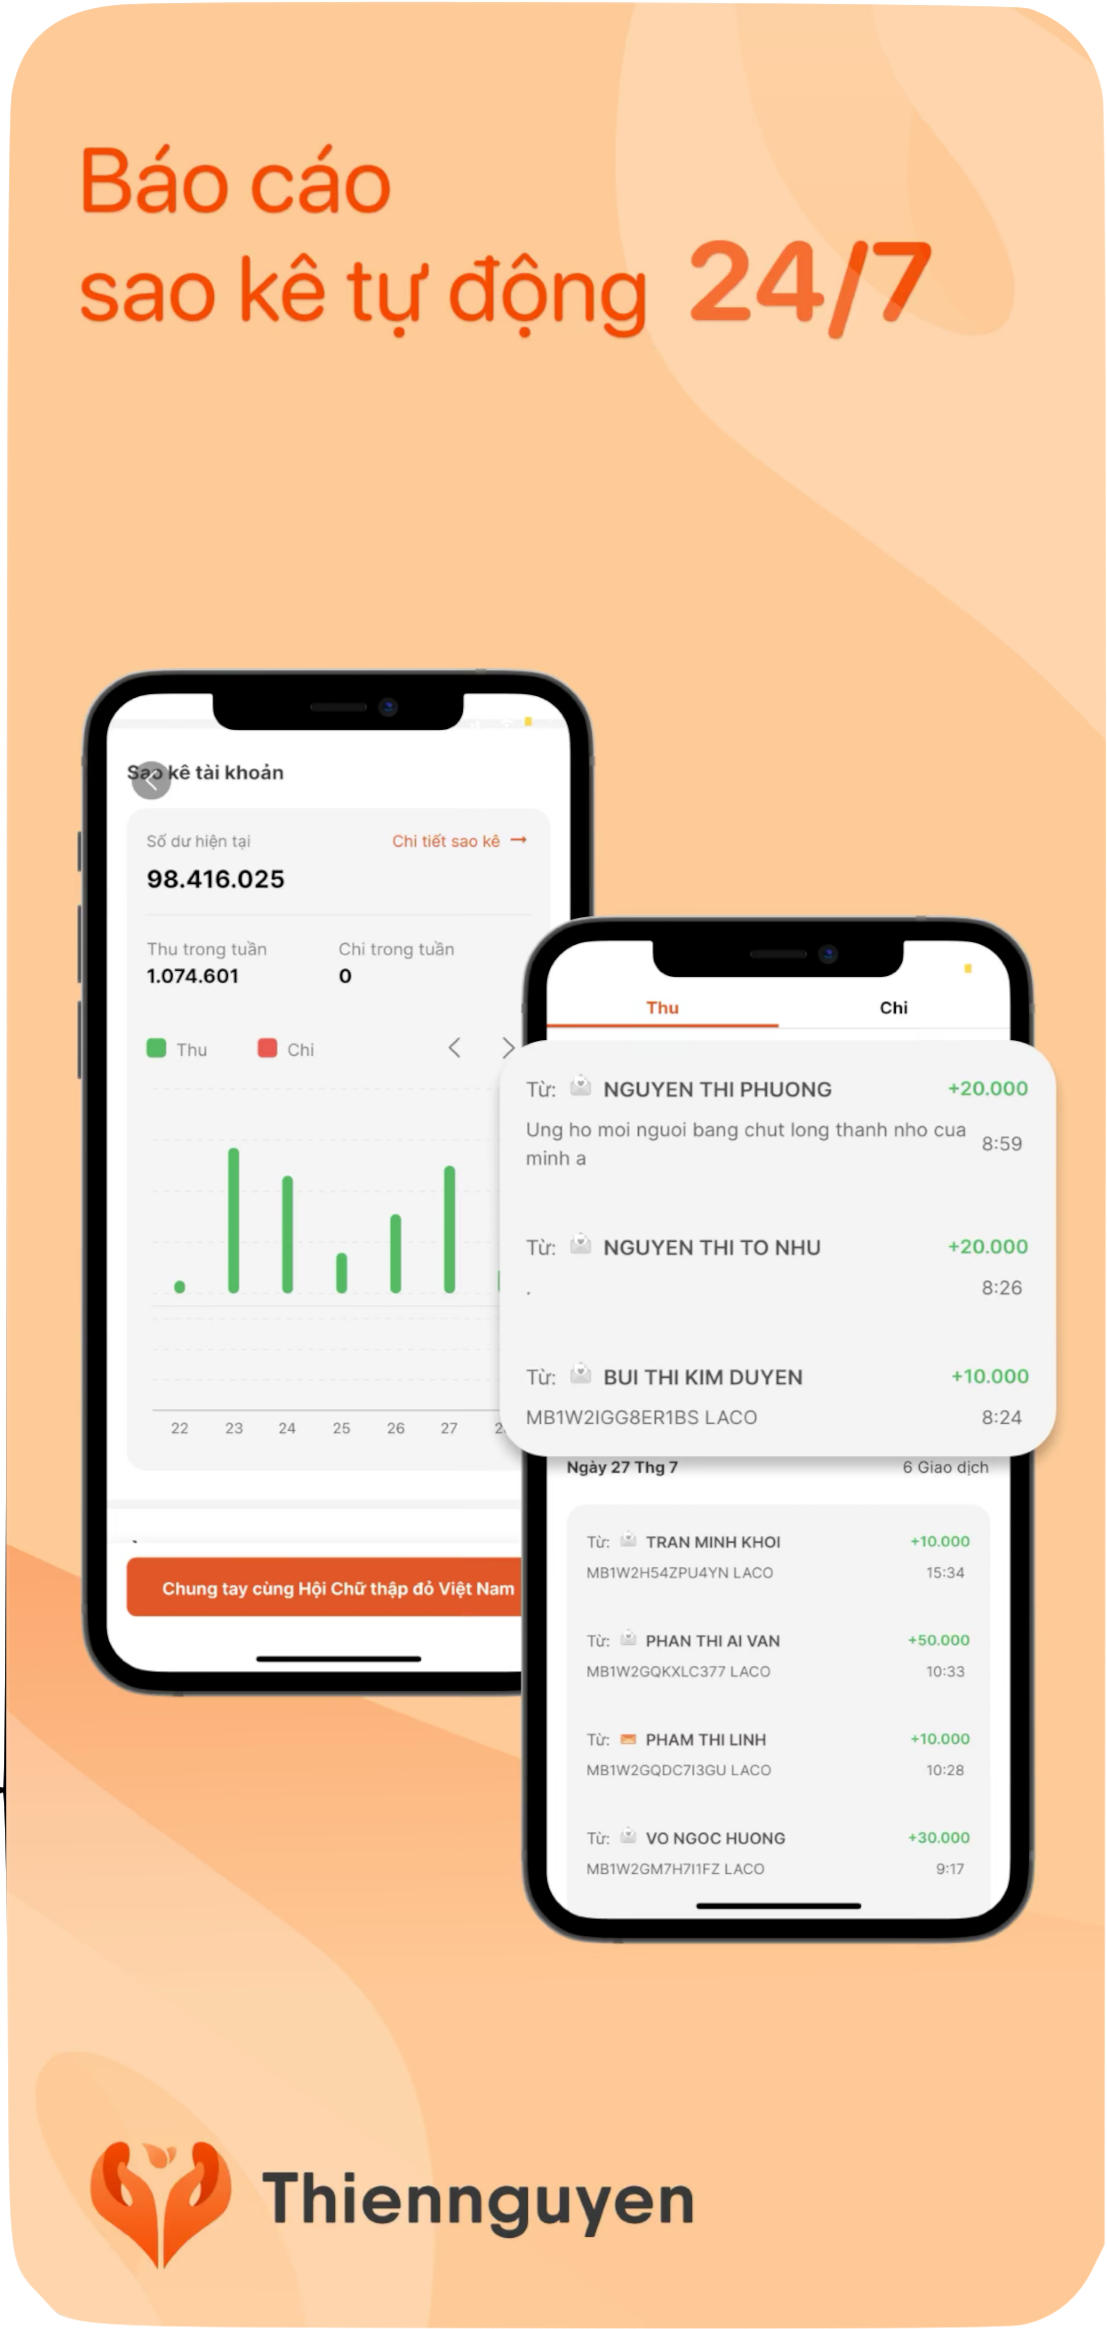 Báo cáo
sao kê tự động 24/7
Sao kê tài khoản
Số dư hiện tại Chi tiết sao kê →
98.416.025
Thu trong tuần Chi trong tuần
1.074.601 0
Thu Chi
22 23 24 25 26 27
Chung tay cùng Hội Chữ thập đỏ Việt Nam
Thu Chi
Từ: NGUYEN THI PHUONG +20.000
Ung ho moi nguoi bang chut long thanh nho cua
minh a 8:59
Từ: NGUYEN THI TO NHU +20.000
. 8:26
Từ: BUI THI KIM DUYEN +10.000
MB1W2IGG8ER1BS LACO 8:24
Ngày 27 Thg 7 6 Giao dịch
Từ: TRAN MINH KHOI +10.000
MB1W2H54ZPU4YN LACO 15:34
Từ: PHAN THI AI VAN +50.000
MB1W2GQKXLC377 LACO 10:33
Từ: PHAM THI LINH +10.000
MB1W2GQDC7I3GU LACO 10:28
Từ: VO NGOC HUONG +30.000
MB1W2GM7H7I1FZ LACO 9:17
Thiennguyen